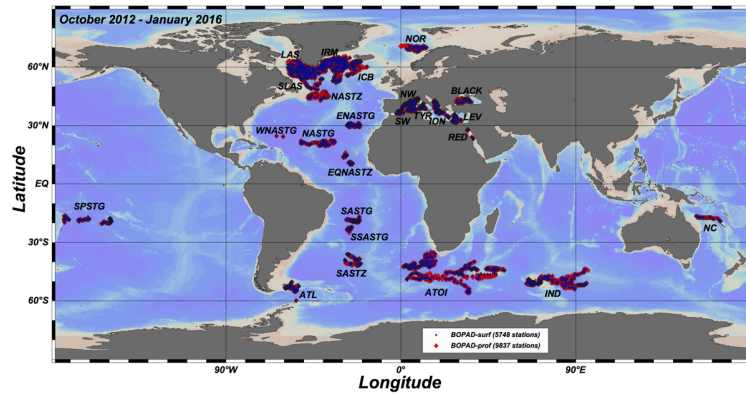 October 2012 - January 2016
NOR
LAS
IRM
60°N
ICB
SLAS
NASTZ
NW
BLACK
ENASTG
TYR
LEV
30°N
WNASTG
NASTG
SW
ION
RED
EQNASTZ
EQ
Latitude
SPSTG
SASTG
NC
SSASTG
30°S
SASTZ
ATL
ATOI
IND
60°S
BOPAD-surf (5748 stations)
BOPAD-prof (9837 stations)
90°W
0°
90°E
Longitude